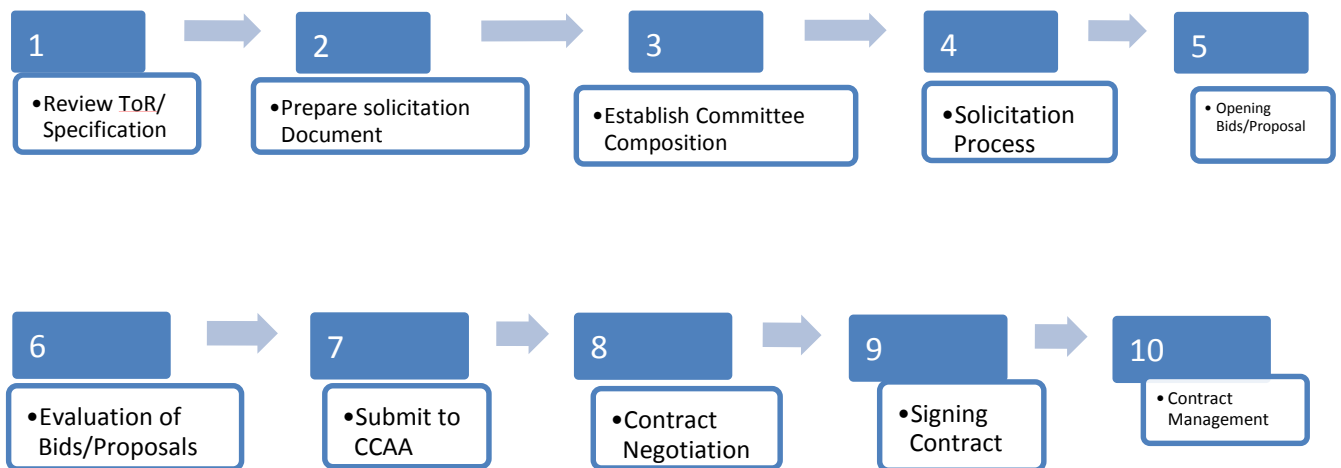 1
•Review ToR/
Specification
2
•Prepare solicitation
Document
3
•Establish Committee
Composition
4
•Solicitation
Process
5
• Opening
Bids/Proposal
6
•Evaluation of
Bids/Proposals
7
•Submit to
CCAA
8
•Contract
Negotiation
9
•Signing
Contract
10
• Contract
Management